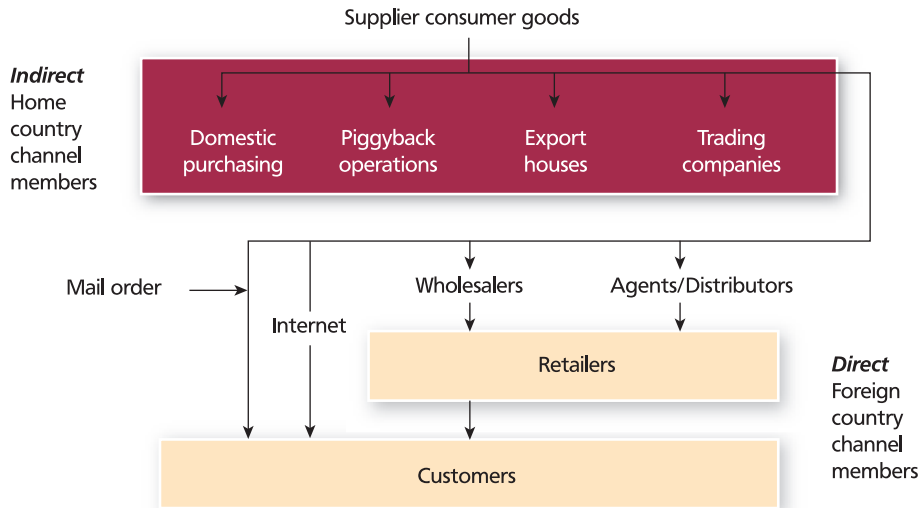 Supplier consumer goods
Indirect
Home
country
channel
members
Domestic
purchasing
Piggyback
operations
Export
houses
Trading
companies
Mail order
Internet
Wholesalers
Agents/Distributors
Retailers
Direct
Foreign
country
channel
members
Customers